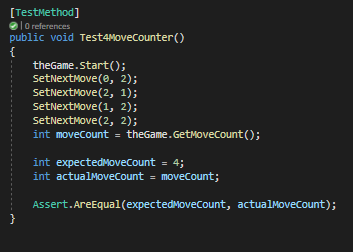 [TestMethod]
0 references
public void Test4MoveCounter()
{
theGame.Start();
SetNextMove(0, 2);
SetNextMove(2, 1);
SetNextMove(1, 2);
SetNextMove(2, 2);
int moveCount = theGame.GetMoveCount();
int expectedMoveCount = 4;
int actualMoveCount = moveCount;
Assert.AreEqual(expectedMoveCount, actualMoveCount);
}